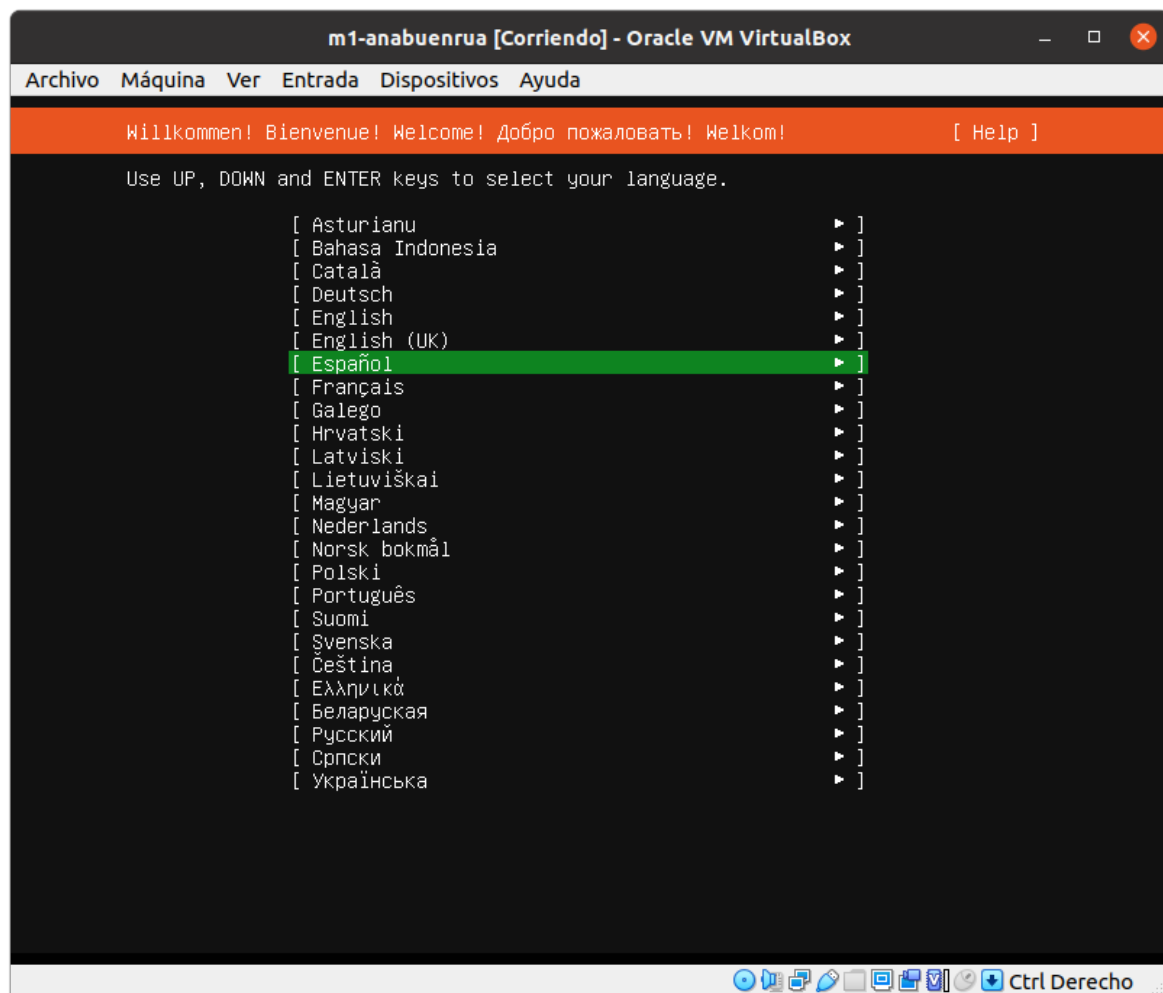 m1-anabuenrua [Corriendo] - Oracle VM VirtualBox
Archivo Máquina Ver Entrada Dispositivos Ayuda
Willkommen! Bienvenue! Welcome! Добро пожаловать! Welkom! [ Help ]
Use UP, DOWN and ENTER keys to select your language.
[ Asturianu ► ]
[ Bahasa Indonesia ► ]
[ Català ► ]
[ Deutsch ► ]
[ English ► ]
[ English (UK) ► ]
[ Español ► ]
[ Français ► ]
[ Galego ► ]
[ Hrvatski ► ]
[ Latviski ► ]
[ Lietuviškai ► ]
[ Magyar ► ]
[ Nederlands ► ]
[ Norsk bokmål ► ]
[ Polski ► ]
[ Português ► ]
[ Suomi ► ]
[ Svenska ► ]
[ Čeština ► ]
[ Ελληνικά ► ]
[ Беларуская ► ]
[ Русский ► ]
[ Српски ► ]
[ Українська ► ]
Ctrl Derecho